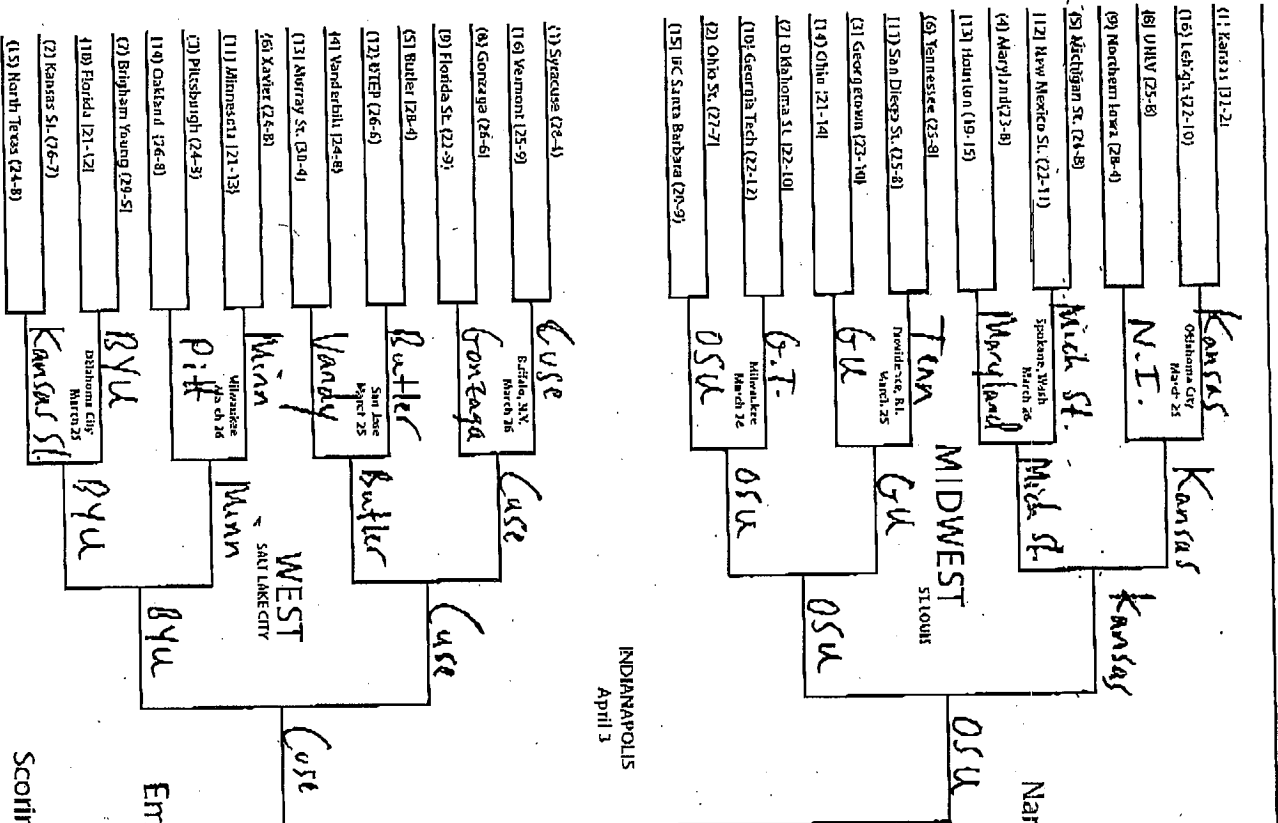 (1) Kansas (32-2)
(16) Lehigh (22-10)
(8) UNLV (25-8)
(9) Northern Iowa (28-4)
(5) Michigan St. (24-8)
(12) New Mexico St. (22-11)
(4) Maryland (23-8)
(13) Houston (19-15)
(6) Tennessee (25-8)
(11) San Diego St. (25-8)
(3) Georgetown (23-10)
(14) Ohio (21-14)
(7) Oklahoma St. (22-10)
(10) Georgia Tech (22-12)
(2) Ohio St. (27-7)
(15) UC Santa Barbara (20-9)
Kansas
Oklahoma City
March 25
N.I.
Mich St.
Spokane, Wash
March 26
Maryland
Tenn
Providence, R.I.
March 25
GU
G.T.
Milwaukee
March 26
OSU
Kansas
Mich St.
GU
OSU
MIDWEST
ST. LOUIS
Kansas
OSU
OSU
Nar
INDIANAPOLIS
April 3
(1) Syracuse (28-4)
(16) Vermont (25-9)
(8) Gonzaga (26-6)
(9) Florida St. (22-9)
(5) Butler (28-4)
(12) UTEP (26-6)
(4) Vanderbilt (24-8)
(13) Murray St. (30-4)
(6) Xavier (24-8)
(11) Minnesota (21-13)
(3) Pittsburgh (24-8)
(14) Oakland (26-8)
(7) Brigham Young (29-5)
(10) Florida (21-12)
(2) Kansas St. (26-7)
(15) North Texas (24-8)
Cuse
Buffalo, N.Y.
March 26
Gonzaga
Butler
San Jose
March 25
Vandy
Minn
Milwaukee
March 26
Pitt
BYU
Oklahoma City
March 25
Kansas St.
Cuse
Butler
Minn
BYU
WEST
SALT LAKE CITY
Cuse
BYU
Cuse
Em
Scorin